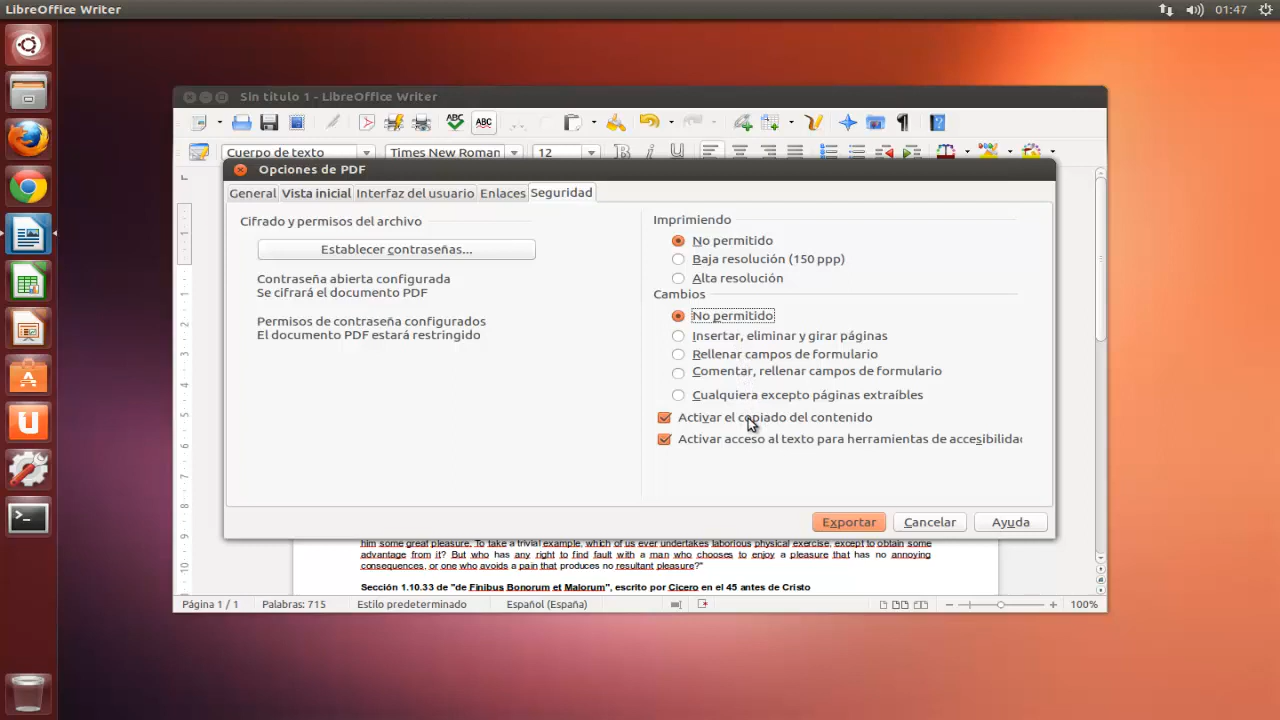 LibreOffice Writer
01:47
Sin título 1 - LibreOffice Writer
ABC
ABC
Cuerpo de texto
Times New Roman
12
Opciones de PDF
General
Vista inicial
Interfaz del usuario
Enlaces
Seguridad
Cifrado y permisos del archivo
Establecer contraseñas...
Contraseña abierta configurada
Se cifrará el documento PDF
Permisos de contraseña configurados
El documento PDF estará restringido
Imprimiendo
No permitido
Baja resolución (150 ppp)
Alta resolución
Cambios
No permitido
Insertar, eliminar y girar páginas
Rellenar campos de formulario
Comentar, rellenar campos de formulario
Cualquiera excepto páginas extraíbles
Activar el copiado del contenido
Activar acceso al texto para herramientas de accesibilidad
Exportar
Cancelar
Ayuda
him some great pleasure. To take a trivial example, which of us ever undertakes laborious physical exercise, except to obtain some
advantage from it? But who has any right to find fault with a man who chooses to enjoy a pleasure that has no annoying
consequences, or one who avoids a pain that produces no resultant pleasure?"
Sección 1.10.33 de "de Finibus Bonorum et Malorum", escrito por Cicero en el 45 antes de Cristo
Página 1 / 1
Palabras: 715
Estilo predeterminado
Español (España)
100%